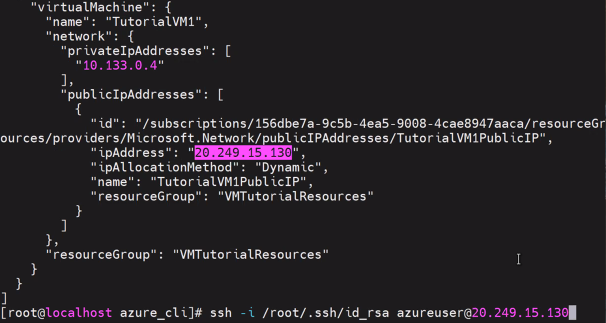 "virtualMachine": {
"name": "TutorialVM1",
"network": {
"privateIpAddresses": [
"10.133.0.4"
],
"publicIpAddresses": [
{
"id": "/subscriptions/156dbe7a-9c5b-4ea5-9008-4cae8947aaca/resourceGr
ources/providers/Microsoft.Network/publicIPAddresses/TutorialVM1PublicIP",
"ipAddress": "20.249.15.130",
"ipAllocationMethod": "Dynamic",
"name": "TutorialVM1PublicIP",
"resourceGroup": "VMTutorialResources"
}
]
},
"resourceGroup": "VMTutorialResources"
}
}
]
[root@localhost azure_cli]# ssh -i /root/.ssh/id_rsa azureuser@20.249.15.130